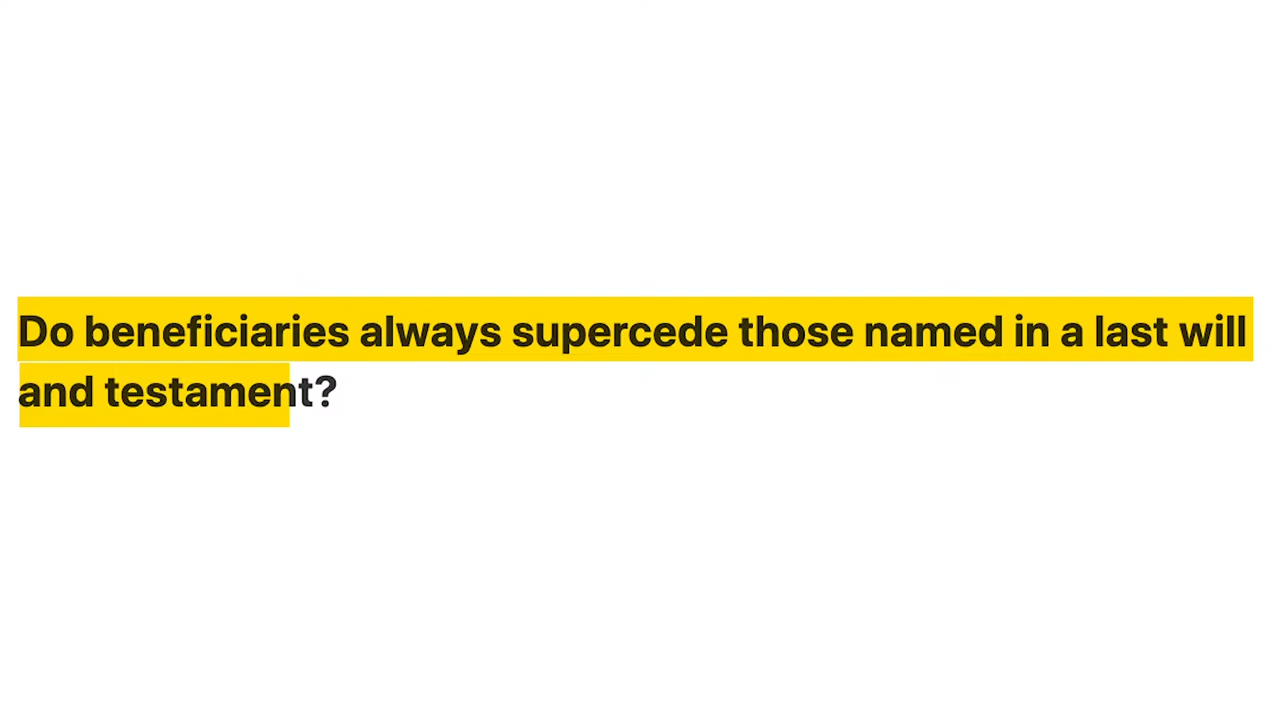 Do beneficiaries always supercede those named in a last will
and testament?